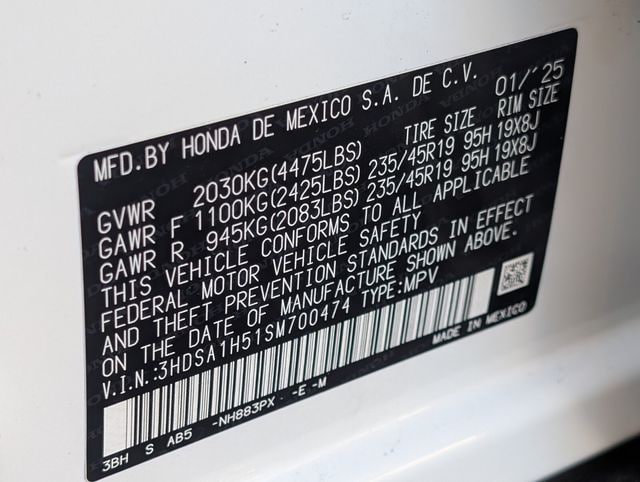 MFD.BY HONDA DE MEXICO S.A. DE C.V. 01/'25
TIRE SIZE RIM SIZE
GVWR 2030KG(4475LBS)
GAWR F 1100KG(2425LBS) 235/45R19 95H 19X8J
GAWR R 945KG(2083LBS) 235/45R19 95H 19X8J
THIS VEHICLE CONFORMS TO ALL APPLICABLE
FEDERAL MOTOR VEHICLE SAFETY
AND THEFT PREVENTION STANDARDS IN EFFECT
ON THE DATE OF MANUFACTURE SHOWN ABOVE.
V.I.N.:3HDSA1H51SM700474 TYPE:MPV
MADE IN MEXICO
3BH S AB5 -NH883PX -E -M